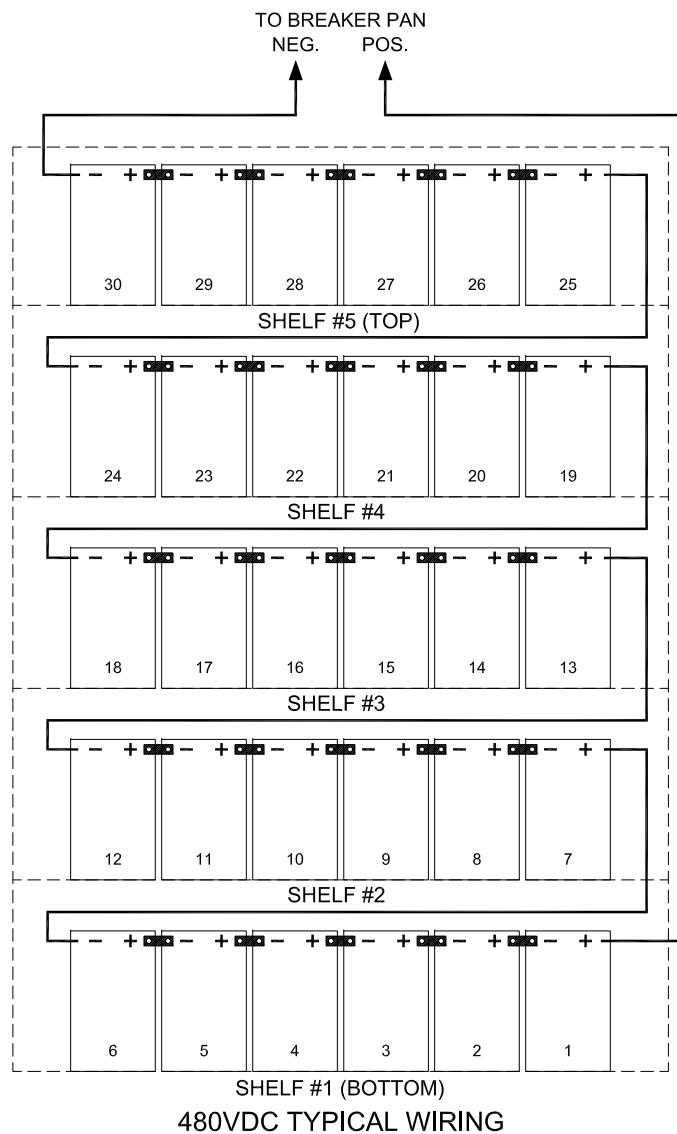 TO BREAKER PAN
NEG. POS.
− + − + − + − + − + − +
30 29 28 27 26 25
SHELF #5 (TOP)
− + − + − + − + − + − +
24 23 22 21 20 19
SHELF #4
− + − + − + − + − + − +
18 17 16 15 14 13
SHELF #3
− + − + − + − + − + − +
12 11 10 9 8 7
SHELF #2
− + − + − + − + − + − +
6 5 4 3 2 1
SHELF #1 (BOTTOM)
480VDC TYPICAL WIRING